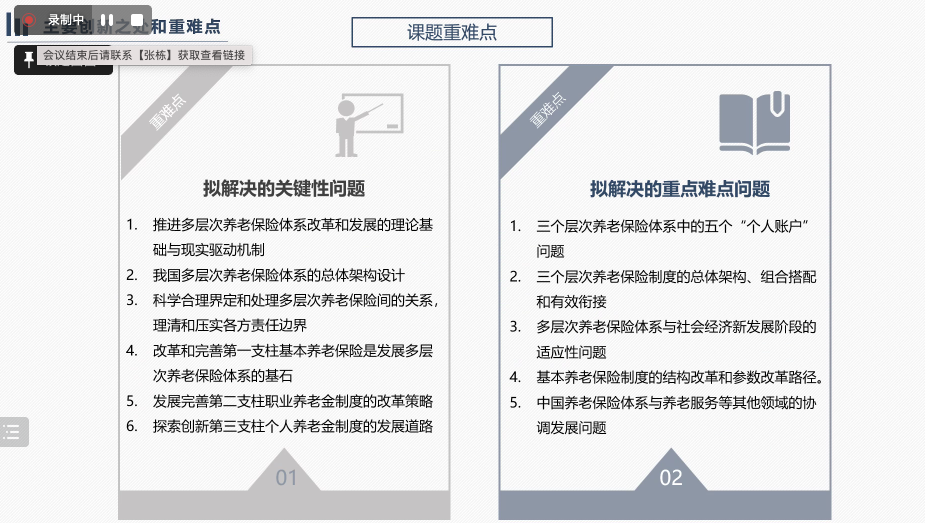 录制中
主要创新之处和重难点
会议结束后请联系【张栋】获取查看链接
课题重难点
重难点
拟解决的关键性问题
1. 推进多层次养老保险体系改革和发展的理论基
础与现实驱动机制
2. 我国多层次养老保险体系的总体架构设计
3. 科学合理界定和处理多层次养老保险间的关系，
理清和压实各方责任边界
4. 改革和完善第一支柱基本养老保险是发展多层
次养老保险体系的基石
5. 发展完善第二支柱职业养老金制度的改革策略
6. 探索创新第三支柱个人养老金制度的发展道路
01
重难点
拟解决的重点难点问题
1. 三个层次养老保险体系中的五个“个人账户”
问题
2. 三个层次养老保险制度的总体架构、组合搭配
和有效衔接
3. 多层次养老保险体系与社会经济新发展阶段的
适应性问题
4. 基本养老保险制度的结构改革和参数改革路径。
5. 中国养老保险体系与养老服务等其他领域的协
调发展问题
02